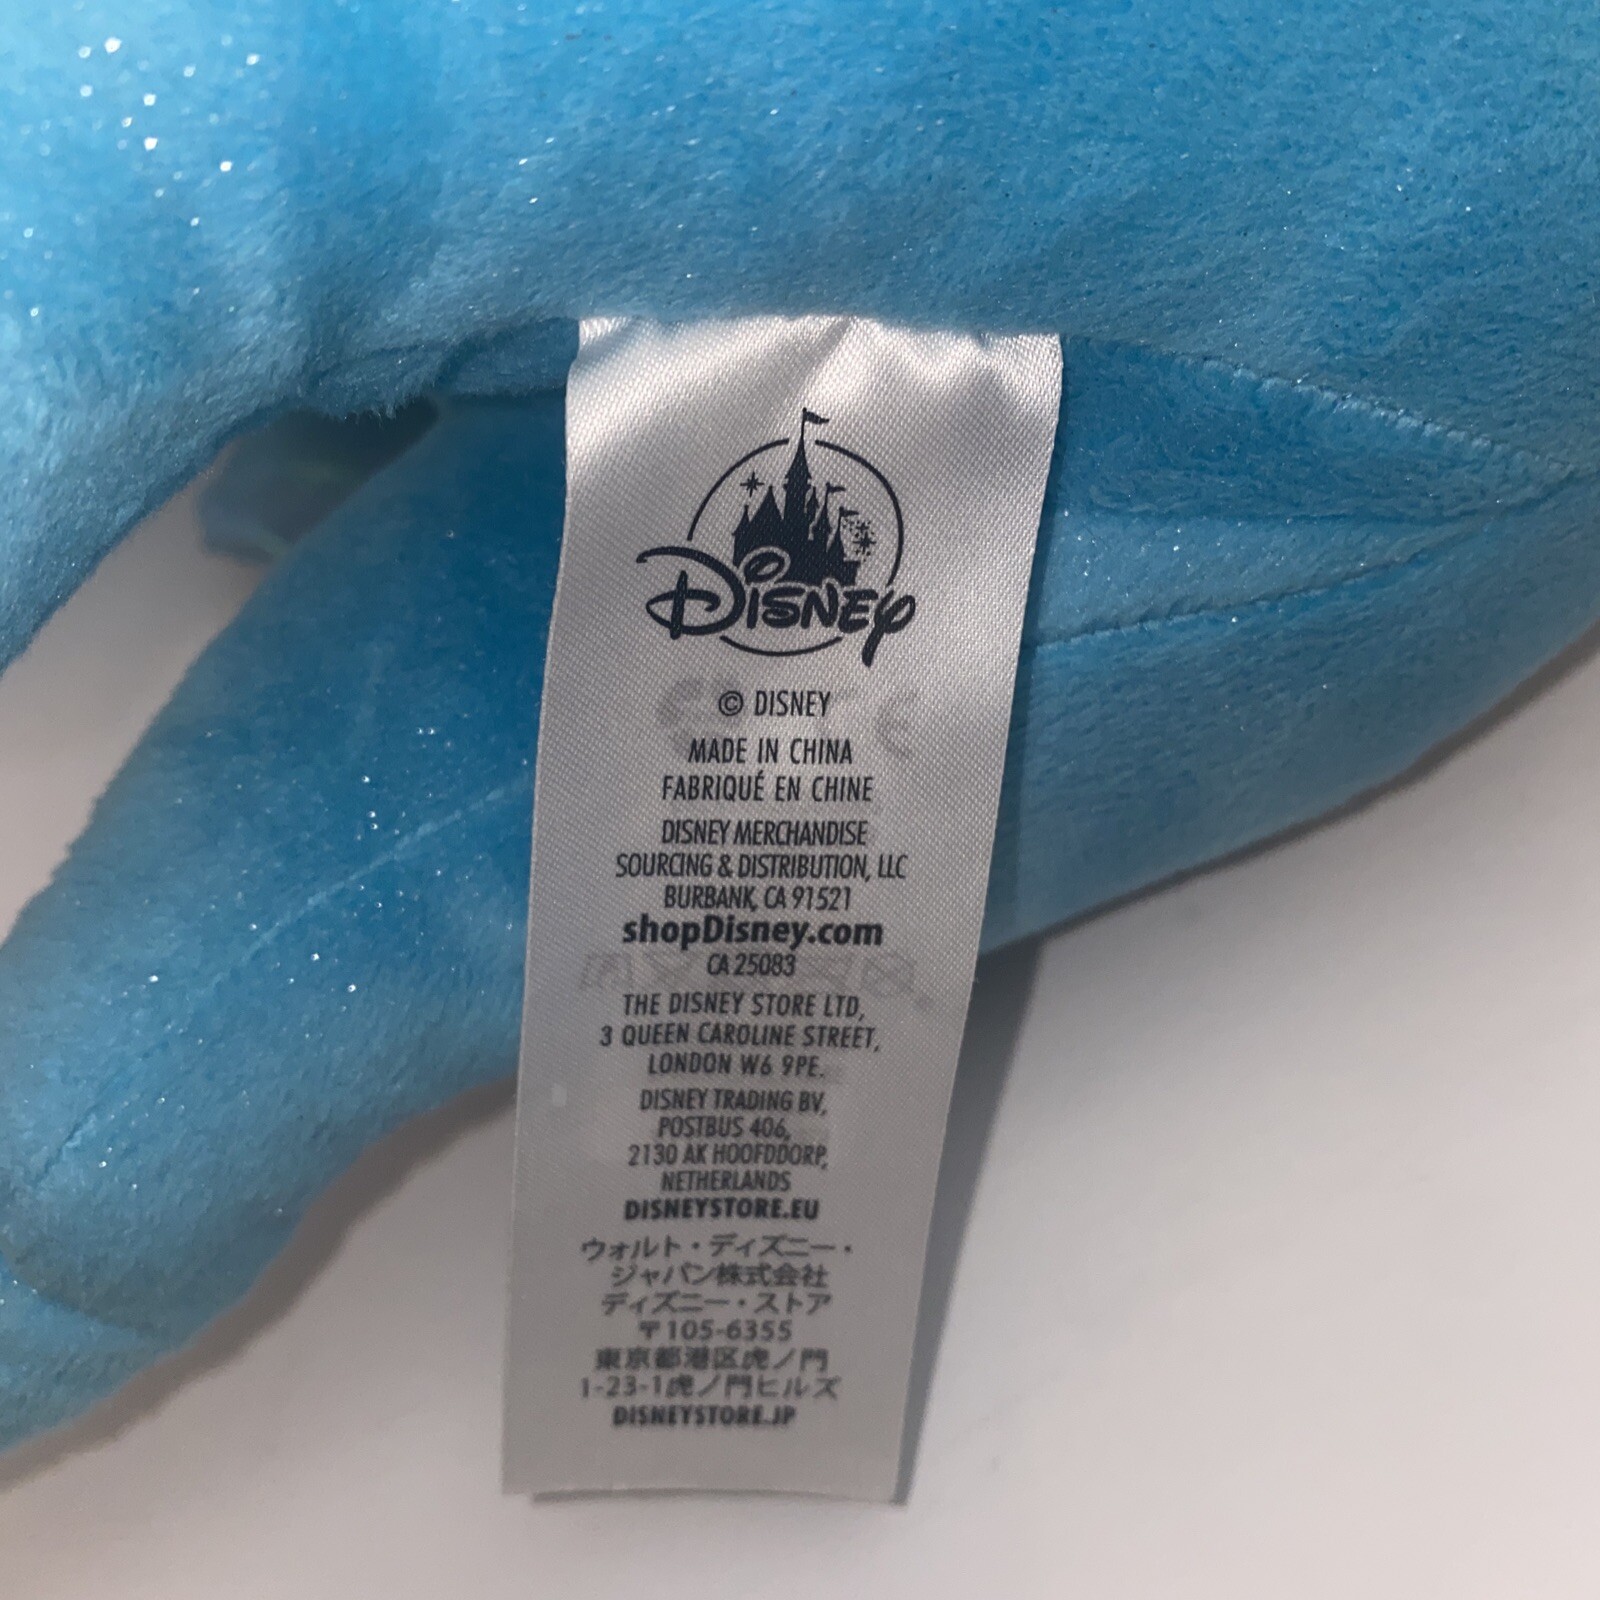 Disney
© DISNEY
MADE IN CHINA
FABRIQUÉ EN CHINE
DISNEY MERCHANDISE
SOURCING & DISTRIBUTION, LLC
BURBANK, CA 91521
shopDisney.com
CA 25083
THE DISNEY STORE LTD,
3 QUEEN CAROLINE STREET,
LONDON W6 9PE.
DISNEY TRADING BV,
POSTBUS 406,
2130 AK HOOFDDORP,
NETHERLANDS
DISNEYSTORE.EU
ウォルト・ディズニー・
ジャパン株式会社
ディズニー・ストア
〒105-6355
東京都港区虎ノ門
1-23-1虎ノ門ヒルズ
DISNEYSTORE.JP